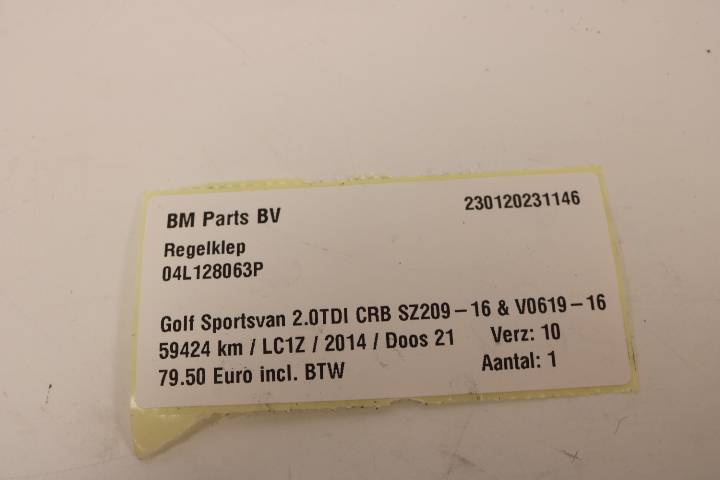 BM Parts BV 230120231146
Regelklep
04L128063P
Golf Sportsvan 2.0TDI CRB SZ209-16 & V0619-16
59424 km / LC1Z / 2014 / Doos 21 Verz: 10
79.50 Euro incl. BTW Aantal: 1